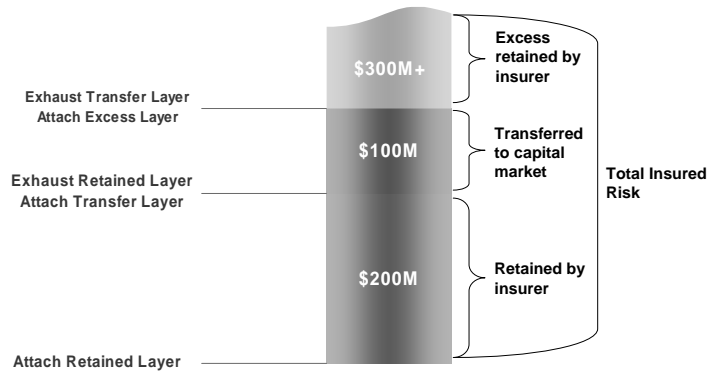 Excess
retained by
insurer
$300M+
Exhaust Transfer Layer
Attach Excess Layer
Transferred
to capital
market
$100M
Total Insured
Risk
Exhaust Retained Layer
Attach Transfer Layer
Retained by
insurer
$200M
Attach Retained Layer